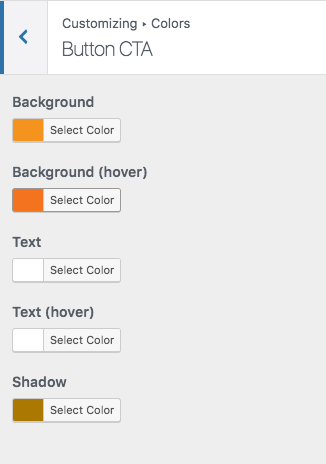 Customizing ▸ Colors
Button CTA
Background
Select Color
Background (hover)
Select Color
Text
Select Color
Text (hover)
Select Color
Shadow
Select Color